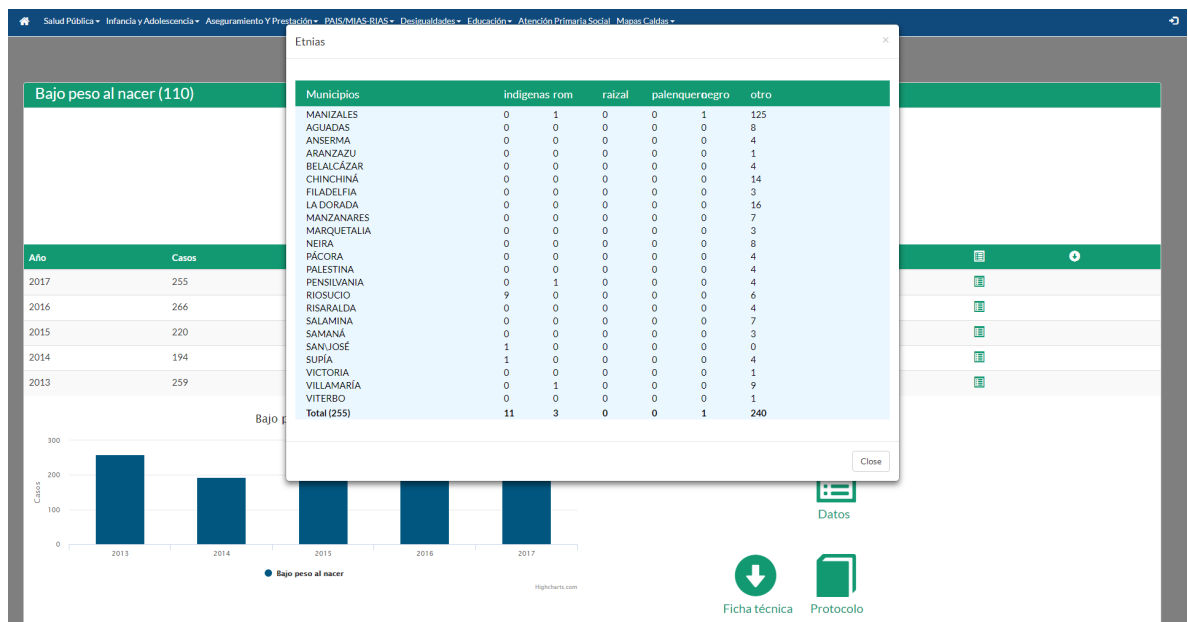 Salud Pública Infancia y Adolescencia Aseguramiento Y Prestación PAIS/MIAS-RIAS Desigualdades Educación Atención Primaria Social Mapas Caldas
Etnias ×
Bajo peso al nacer (110)
Municipios indigenas rom raizal palenquero negro otro
MANIZALES 0 1 0 0 1 125
AGUADAS 0 0 0 0 0 8
ANSERMA 0 0 0 0 0 4
ARANZAZU 0 0 0 0 0 1
BELALCÁZAR 0 0 0 0 0 4
CHINCHINÁ 0 0 0 0 0 14
FILADELFIA 0 0 0 0 0 3
LA DORADA 0 0 0 0 0 16
MANZANARES 0 0 0 0 0 7
MARQUETALIA 0 0 0 0 0 3
NEIRA 0 0 0 0 0 8
PÁCORA 0 0 0 0 0 4
PALESTINA 0 0 0 0 0 4
PENSILVANIA 0 1 0 0 0 4
RIOSUCIO 9 0 0 0 0 6
RISARALDA 0 0 0 0 0 4
SALAMINA 0 0 0 0 0 7
SAMANÁ 0 0 0 0 0 3
SAN\JOSÉ 1 0 0 0 0 0
SUPÍA 1 0 0 0 0 4
VICTORIA 0 0 0 0 0 1
VILLAMARÍA 0 1 0 0 0 9
VITERBO 0 0 0 0 0 1
Total (255) 11 3 0 0 1 240
Close
Año Casos
2017 255
2016 266
2015 220
2014 194
2013 259
Bajo p
300
200
100
0
Casos
2013 2014 2015 2016 2017
Bajo peso al nacer
Highcharts.com
Datos
Ficha técnica Protocolo